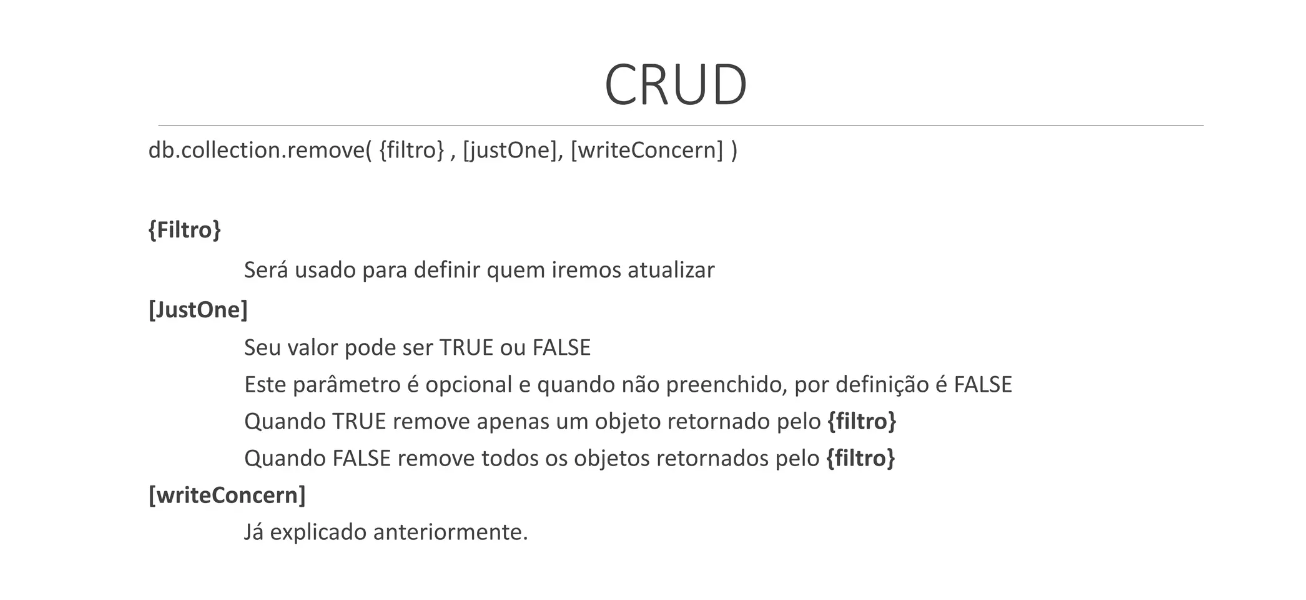 CRUD
db.collection.remove( {filtro} , [justOne], [writeConcern] )
{Filtro}
Será usado para definir quem iremos atualizar
[JustOne]
Seu valor pode ser TRUE ou FALSE
Este parâmetro é opcional e quando não preenchido, por definição é FALSE
Quando TRUE remove apenas um objeto retornado pelo {filtro}
Quando FALSE remove todos os objetos retornados pelo {filtro}
[writeConcern]
Já explicado anteriormente.